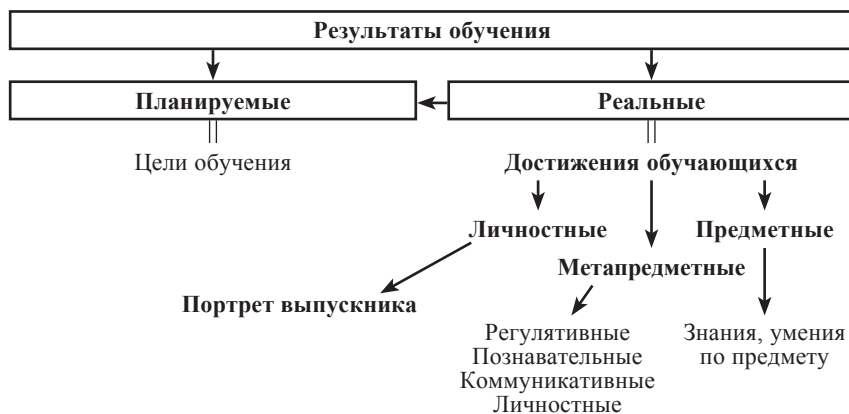 Результаты обучения
Планируемые
Реальные
Цели обучения
Достижения обучающихся
Личностные
Предметные
Метапредметные
Портрет выпускника
Регулятивные
Познавательные
Коммуникативные
Личностные
Знания, умения
по предмету